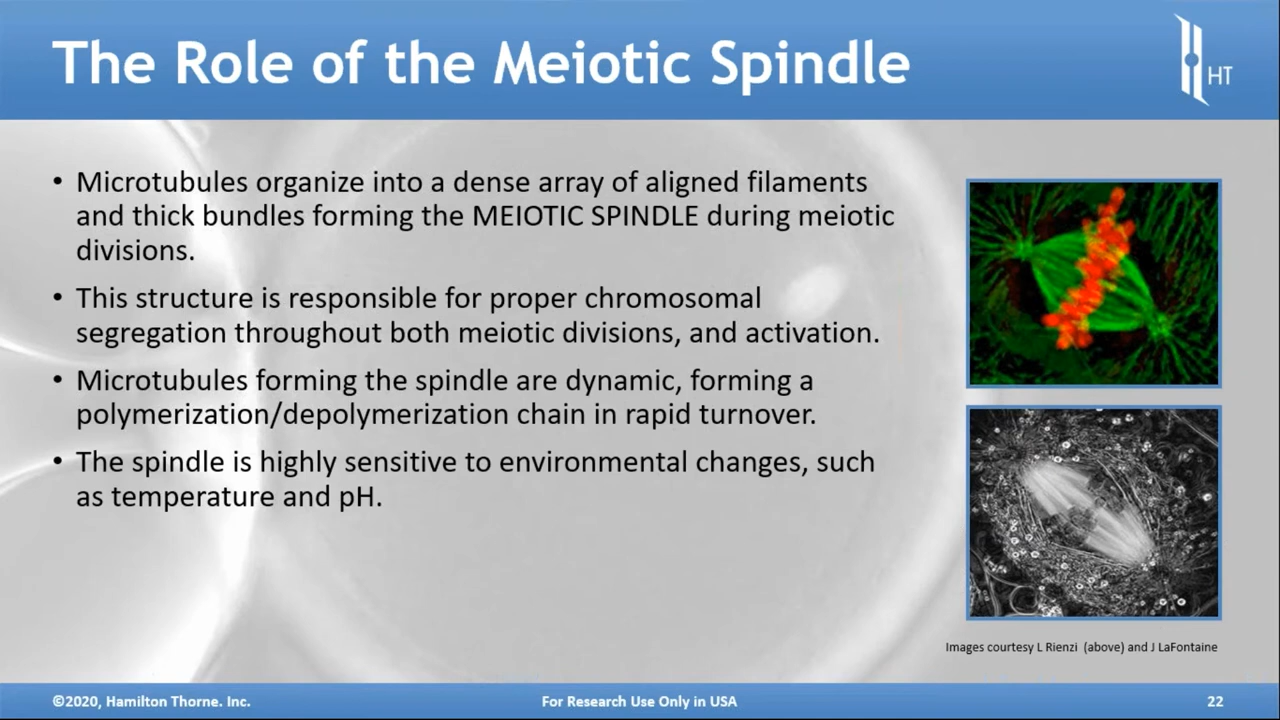 The Role of the Meiotic Spindle
HT
• Microtubules organize into a dense array of aligned filaments
and thick bundles forming the MEIOTIC SPINDLE during meiotic
divisions.
• This structure is responsible for proper chromosomal
segregation throughout both meiotic divisions, and activation.
• Microtubules forming the spindle are dynamic, forming a
polymerization/depolymerization chain in rapid turnover.
• The spindle is highly sensitive to environmental changes, such
as temperature and pH.
Images courtesy L Rienzi (above) and J LaFontaine
©2020, Hamilton Thorne. Inc.
For Research Use Only in USA
22